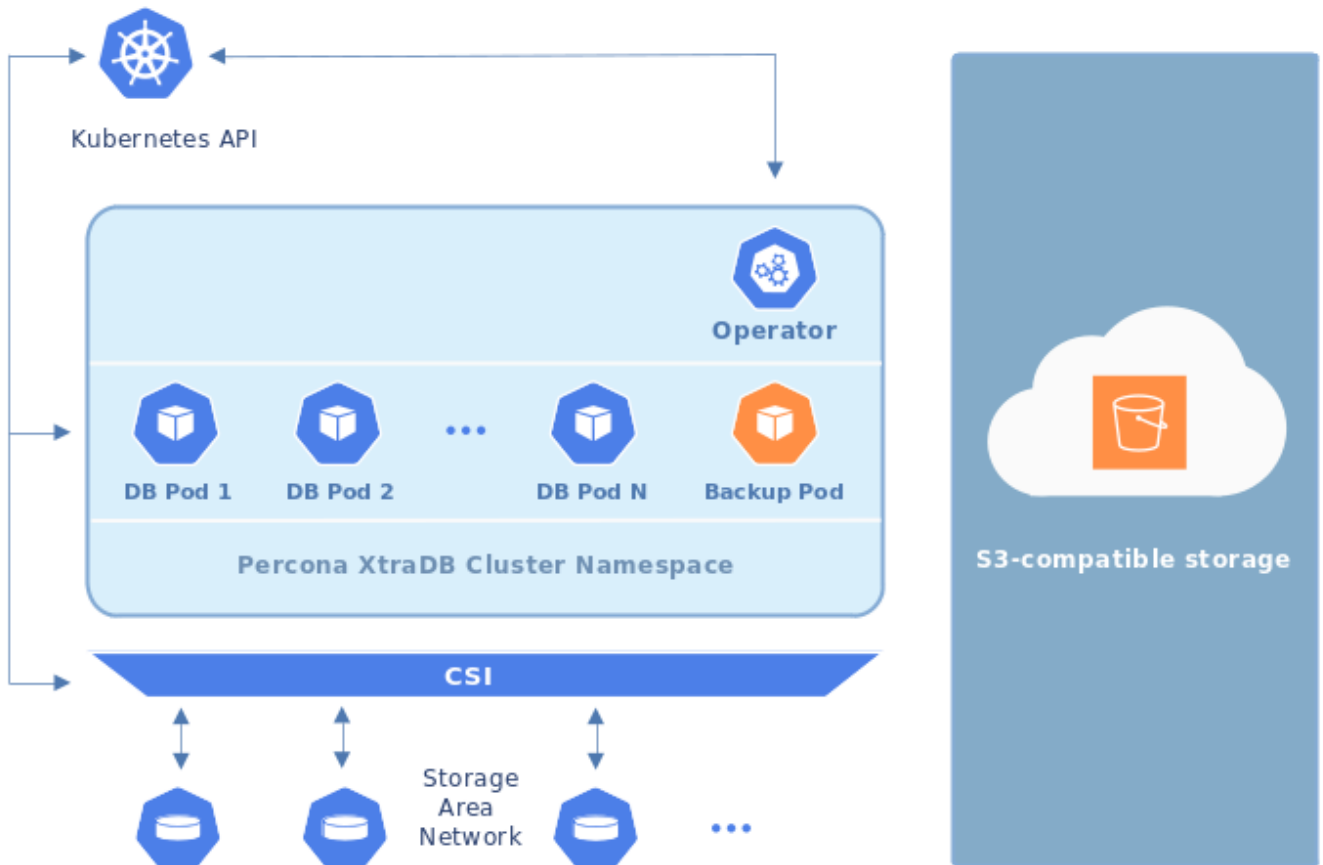 Kubernetes API
Operator
DB Pod 1
DB Pod 2
DB Pod N
Backup Pod
Percona XtraDB Cluster Namespace
S3-compatible storage
CSI
Storage
Area
Network